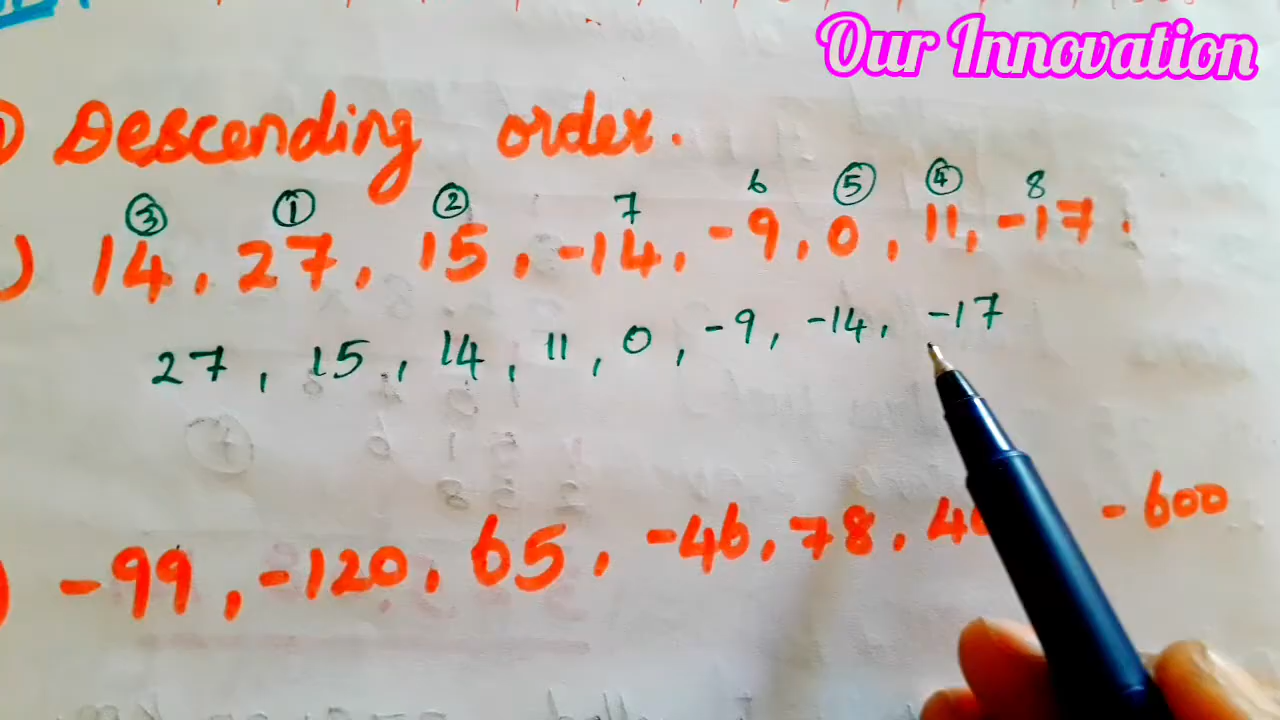 Our Innovation
Descending order.
③ ① ② 7 6 ⑤ ④ 8
) 14, 27, 15, -14, -9, 0, 11, -17.
27, 15, 14, 11, 0, -9, -14, -17
) -99, -120, 65, -46, 78, - 600